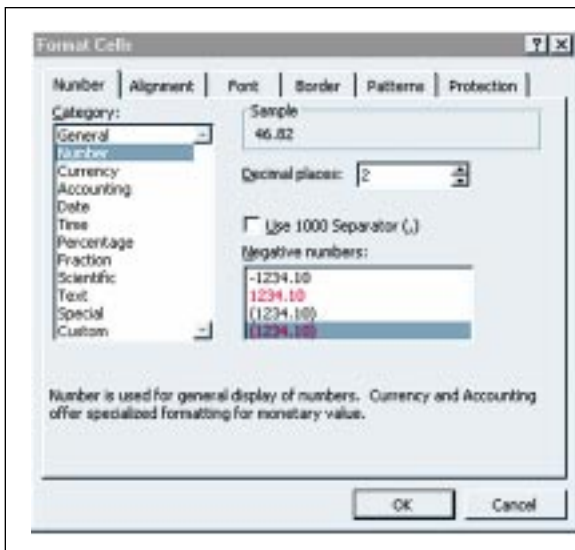 Format Cells
Number Alignment Font Border Patterns Protection
Category:
General
Number
Currency
Accounting
Date
Time
Percentage
Fraction
Scientific
Text
Special
Custom
Sample
46.82
Decimal places: 2
Use 1000 Separator (,)
Negative numbers:
-1234.10
1234.10
(1234.10)
(1234.10)
Number is used for general display of numbers. Currency and Accounting
offer specialized formatting for monetary value.
OK Cancel